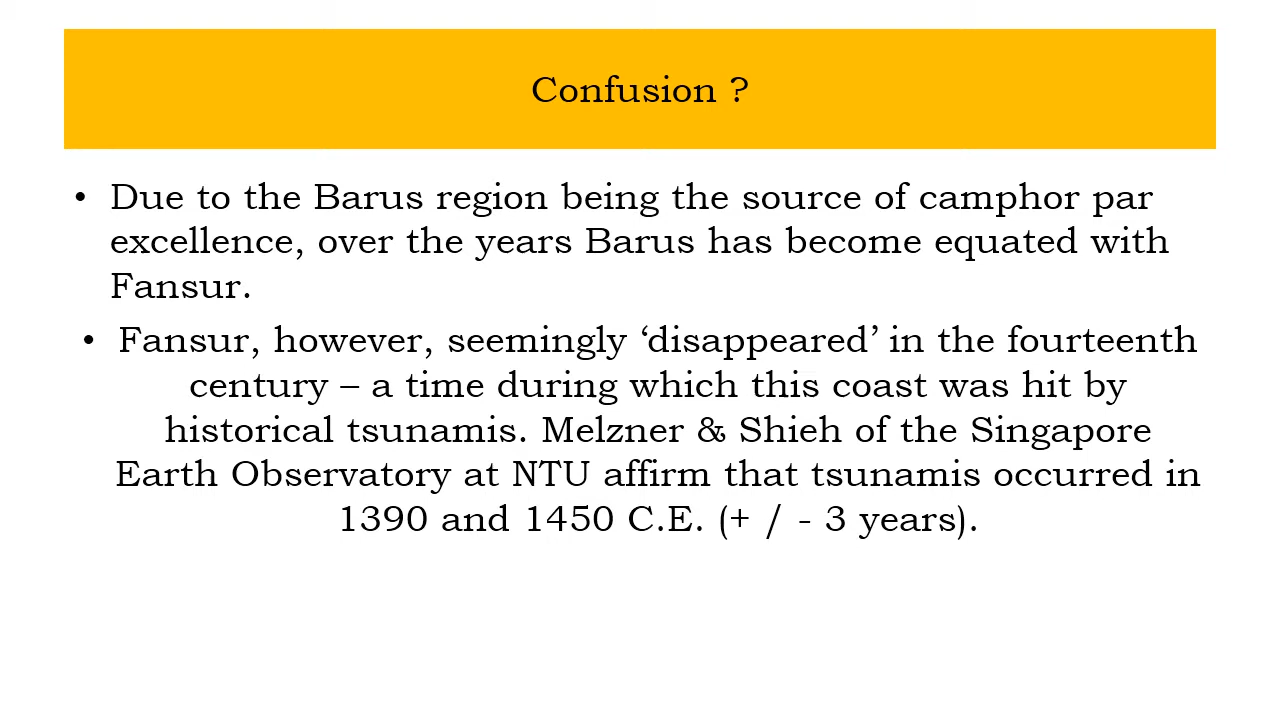 Confusion ?
• Due to the Barus region being the source of camphor par
excellence, over the years Barus has become equated with
Fansur.
• Fansur, however, seemingly ‘disappeared’ in the fourteenth
century – a time during which this coast was hit by
historical tsunamis. Melzner & Shieh of the Singapore
Earth Observatory at NTU affirm that tsunamis occurred in
1390 and 1450 C.E. (+ / - 3 years).